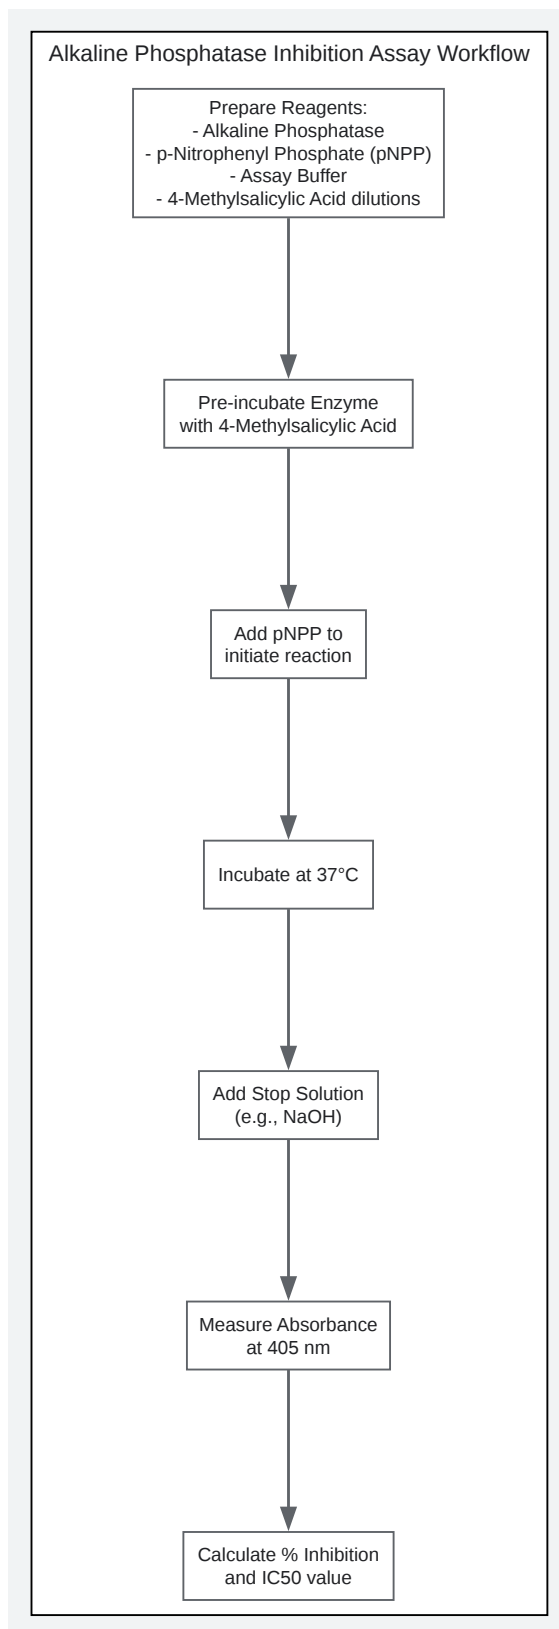 Alkaline Phosphatase Inhibition Assay Workflow
Prepare Reagents:
- Alkaline Phosphatase
- p-Nitrophenyl Phosphate (pNPP)
- Assay Buffer
- 4-Methylsalicylic Acid dilutions
Pre-incubate Enzyme
with 4-Methylsalicylic Acid
Add pNPP to
initiate reaction
Incubate at 37°C
Add Stop Solution
(e.g., NaOH)
Measure Absorbance
at 405 nm
Calculate % Inhibition
and IC50 value